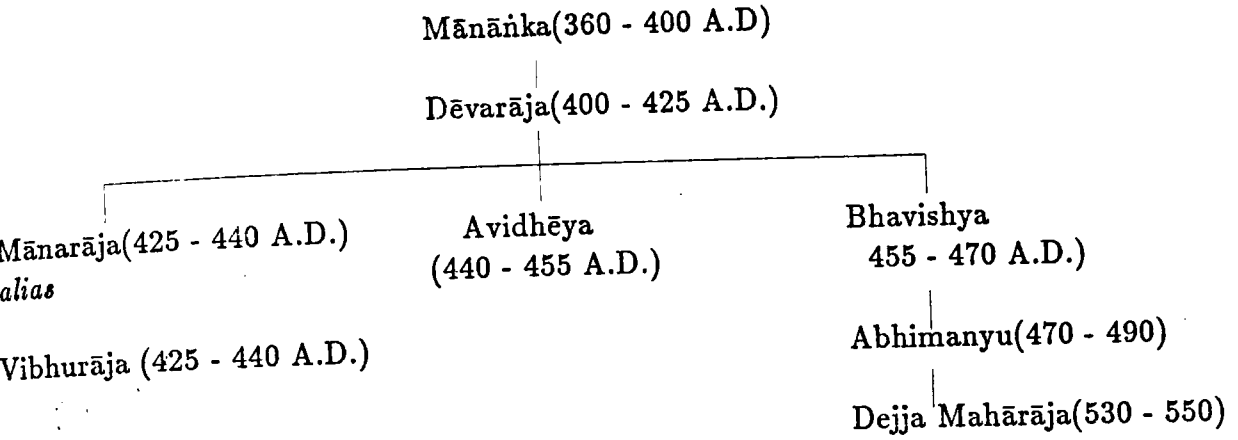 Mānāṅka(360 - 400 A.D)
Dēvarāja(400 - 425 A.D.)
Mānarāja(425 - 440 A.D.)
alias
Vibhurāja (425 - 440 A.D.)
Avidhēya
(440 - 455 A.D.)
Bhavishya
455 - 470 A.D.)
Abhimanyu(470 - 490)
Dejja Mahārāja(530 - 550)